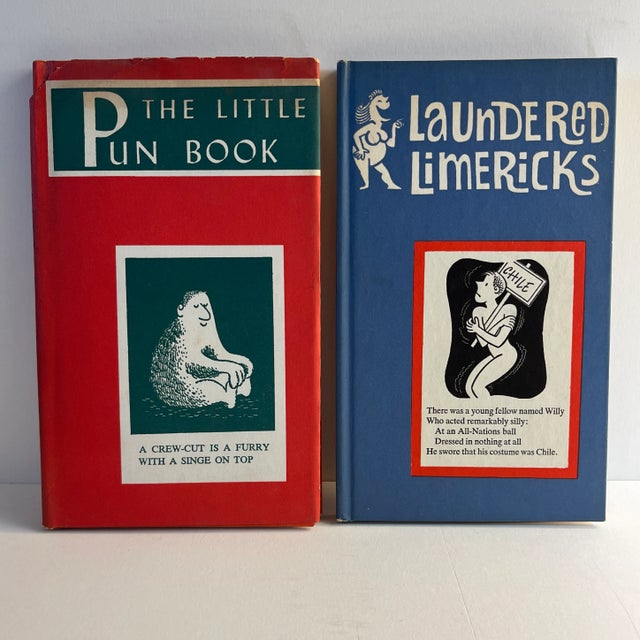 THE LITTLE
PUN BOOK
A CREW-CUT IS A FURRY
WITH A SINGE ON TOP
LaUnDERED
LiMERiCKS
CHILE
There was a young fellow named Willy
Who acted remarkably silly:
At an All-Nations ball
Dressed in nothing at all
He swore that his costume was Chile.